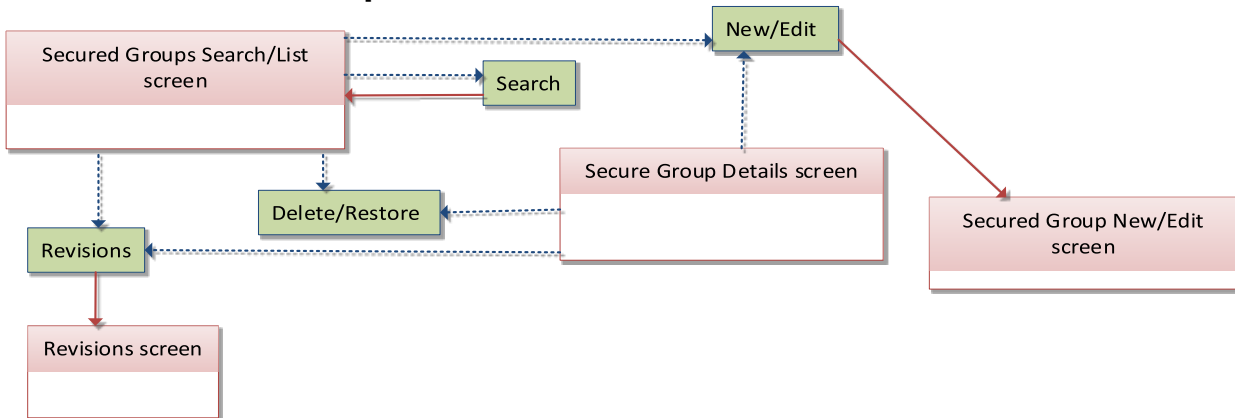 New/Edit
Secured Groups Search/List
screen
Search
Secure Group Details screen
Delete/Restore
Secured Group New/Edit
screen
Revisions
Revisions screen